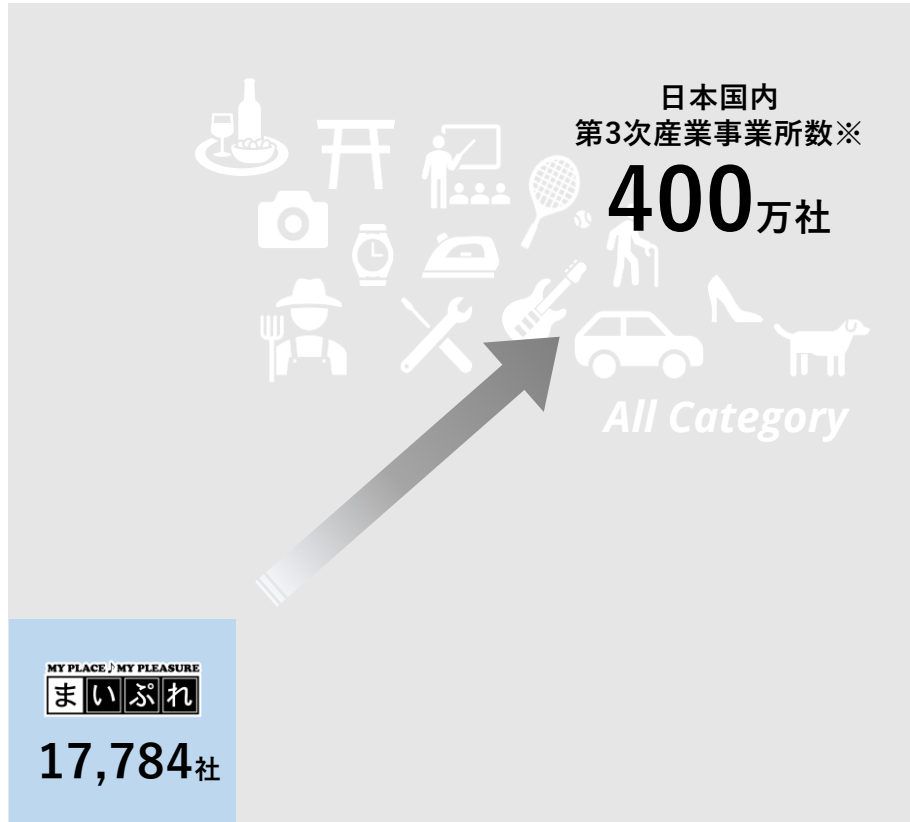 日本国内
第3次産業事業所数※
400万社
All Category
MY PLACE♪MY PLEASURE
まいぷれ
17,784社